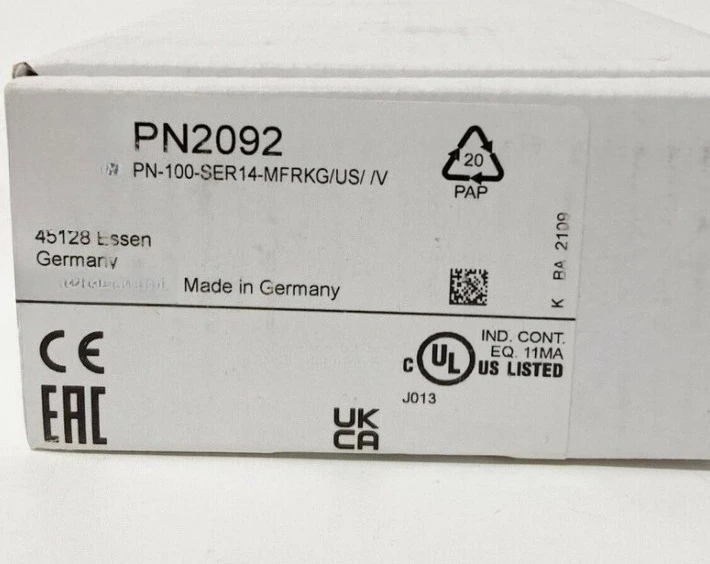 PN2092
PN-100-SER14-MFRKG/US/ /V
20
PAP
45128 Essen
Germany
Made in Germany
K BA 2109
CE
EAC
UK
CA
C UL US LISTED
IND. CONT.
EQ. 11MA
J013